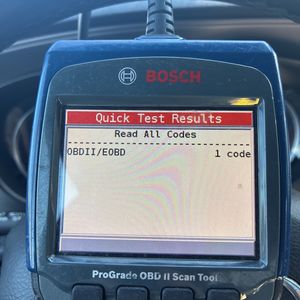 BOSCH
Quick Test Results
Read All Codes
OBDII/EOBD 1 code
ProGrade OBD II Scan Tool